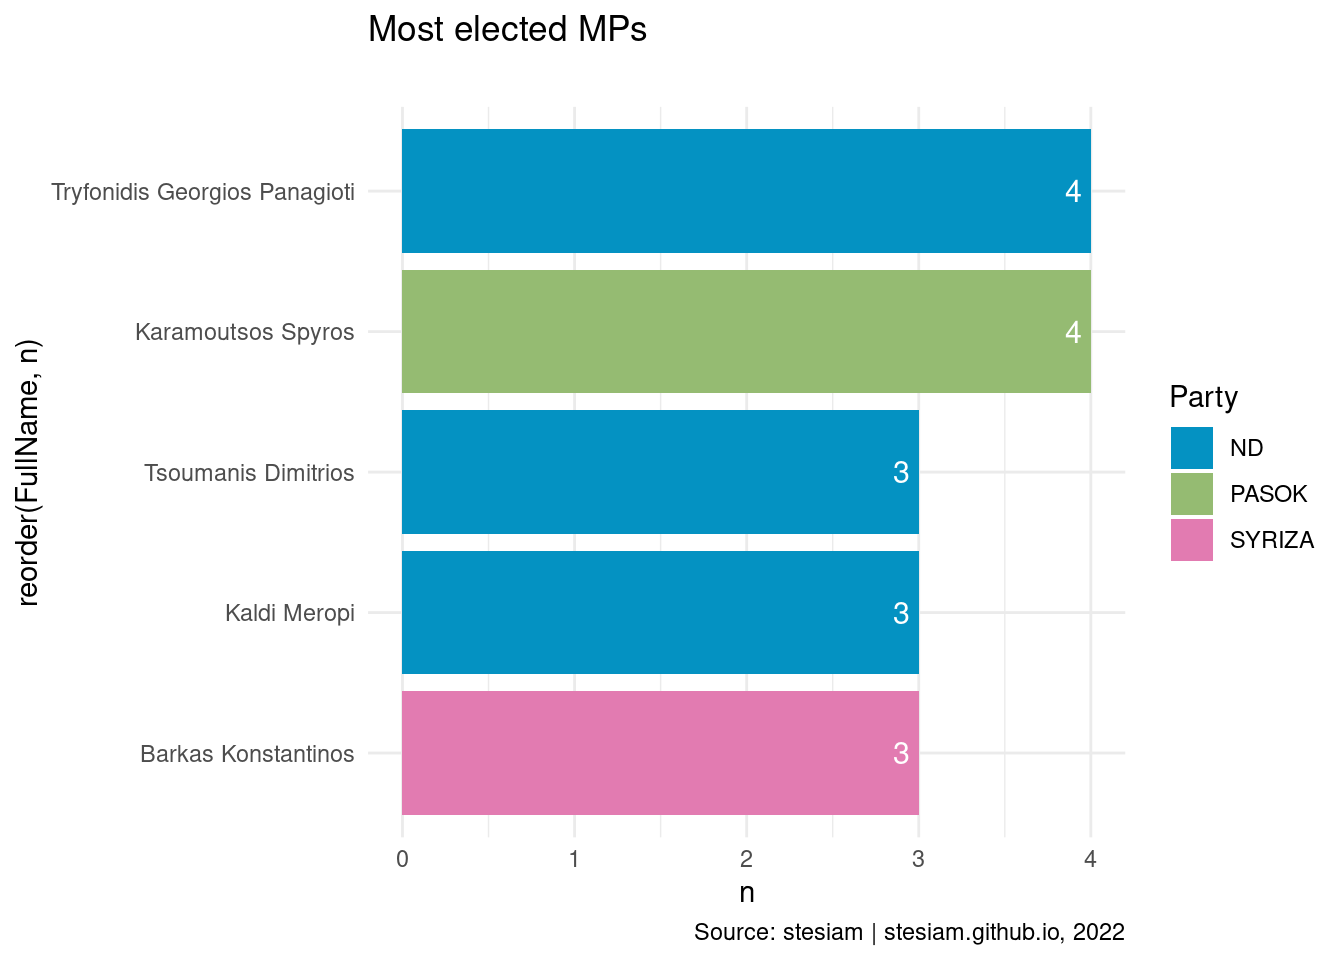 Most elected MPs
reorder(FullName, n)
Tryfonidis Georgios Panagioti
4
Karamoutsos Spyros
4
Tsoumanis Dimitrios
3
Kaldi Meropi
3
Barkas Konstantinos
3
0 1 2 3 4
n
Party
ND
PASOK
SYRIZA
Source: stesiam | stesiam.github.io, 2022